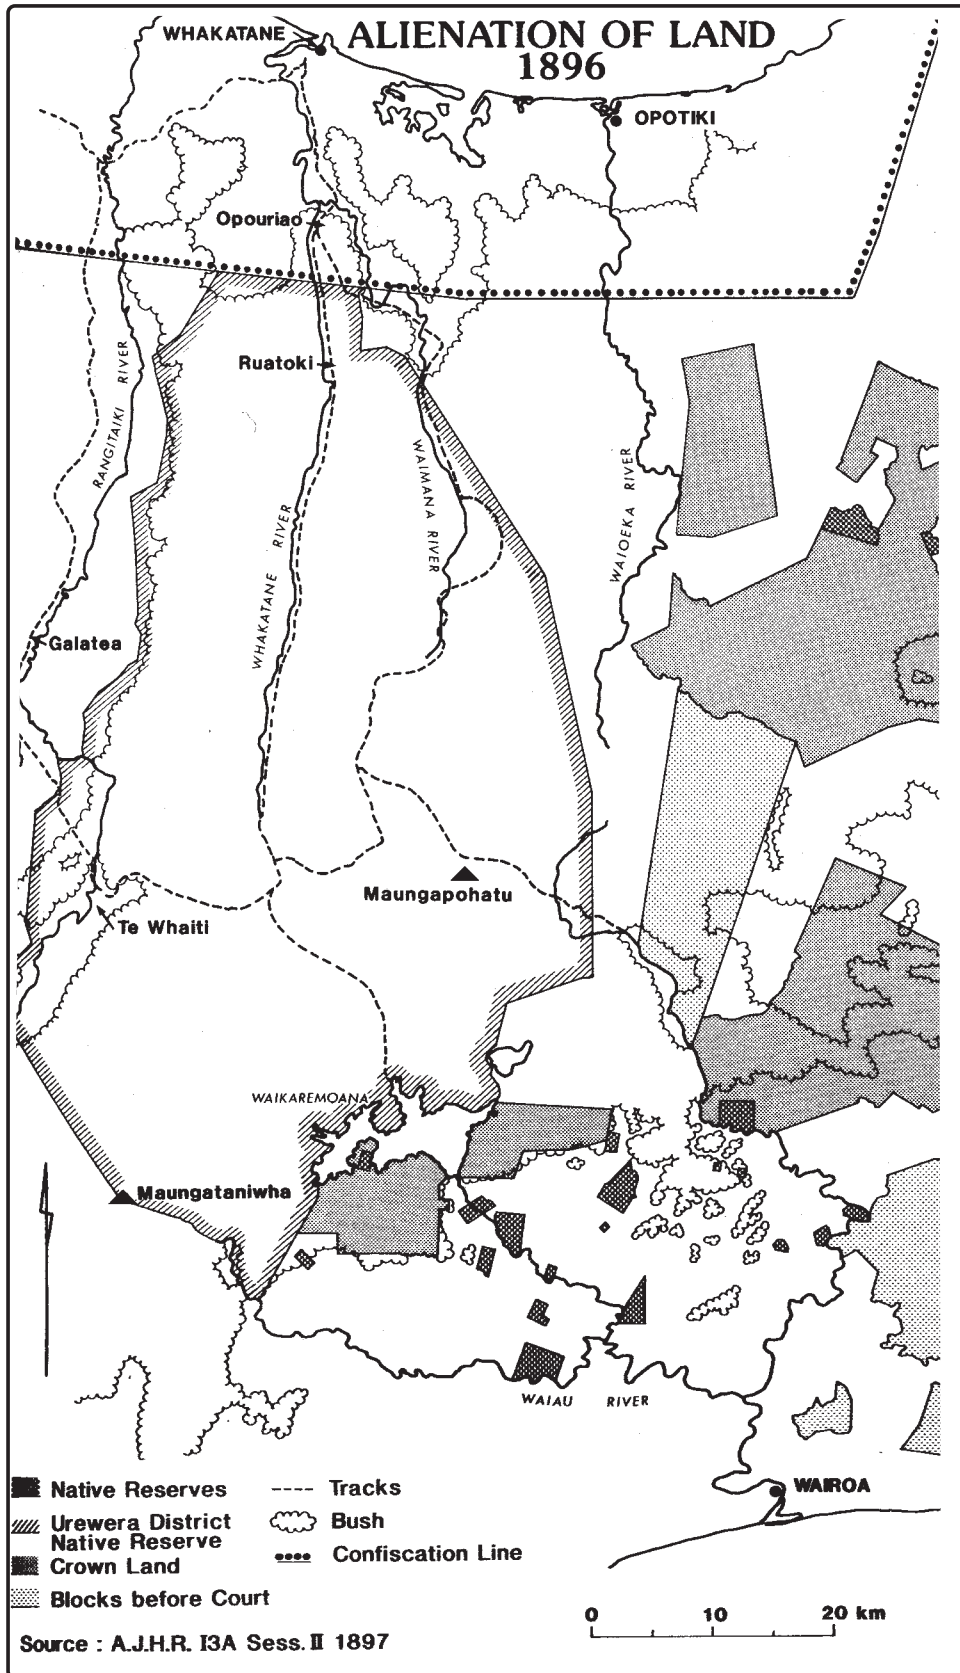 ALIENATION OF LAND
1896
WHAKATANE
OPOTIKI
Opouriao
Ruatoki
RANGITAIKI RIVER
WAIMANA RIVER
WHAKATANE RIVER
WAIOEKA RIVER
Galatea
Maungapohatu
Te Whaiti
WAIKAREMOANA
Maungataniwha
WAIAU RIVER
WAIROA
Native Reserves
Urewera District
Native Reserve
Crown Land
Blocks before Court
Tracks
Bush
Confiscation Line
0 10 20 km
Source : A.J.H.R. I3A Sess. II 1897